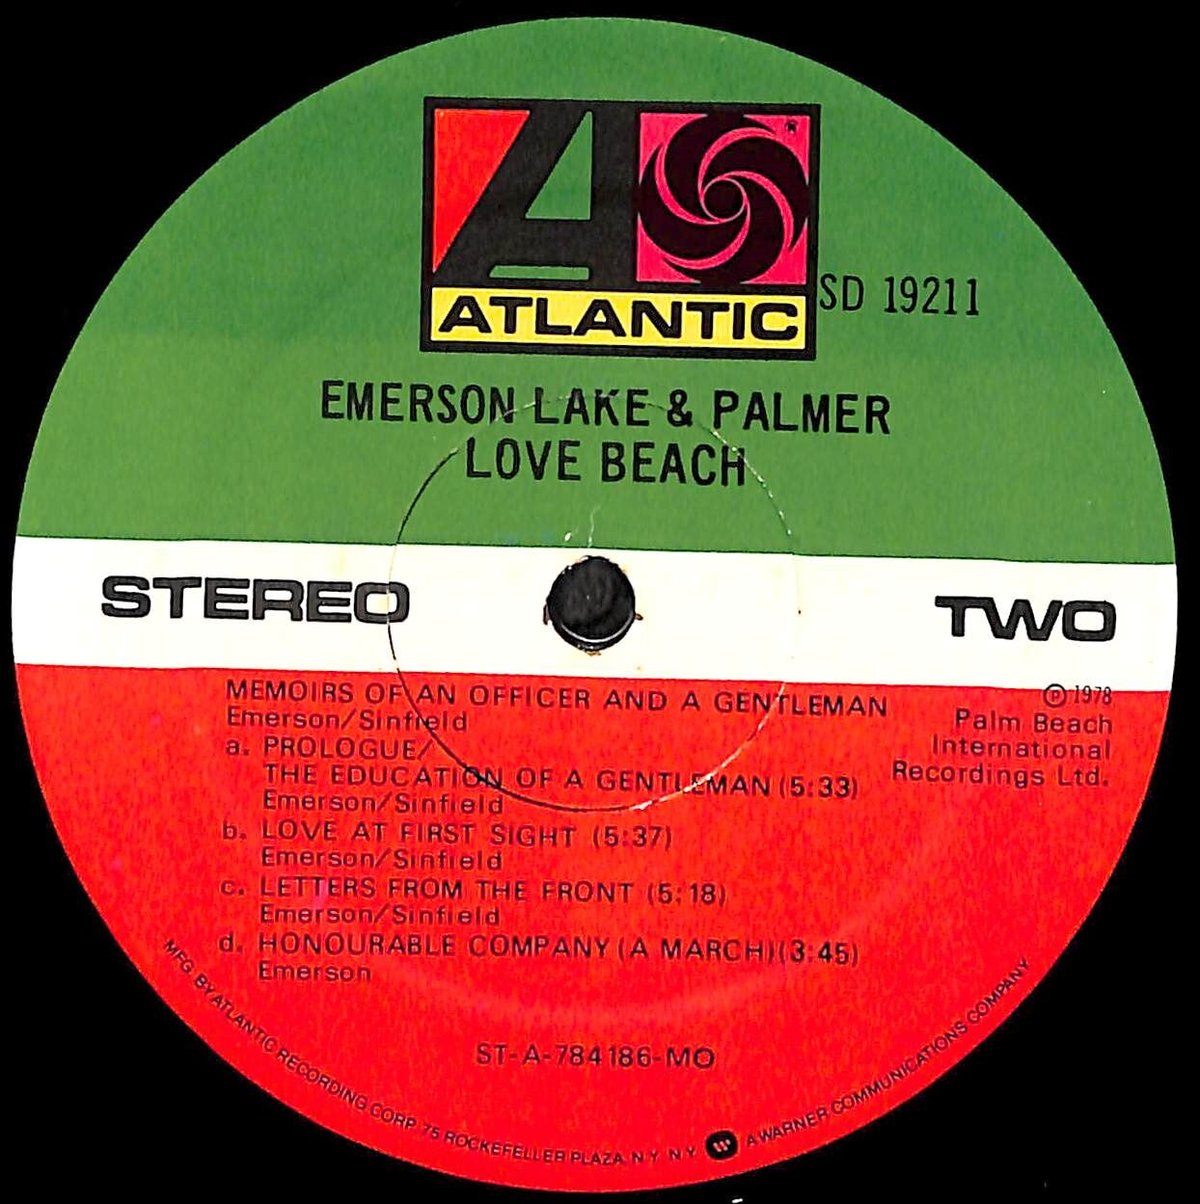 ATLANTIC
SD 19211
EMERSON LAKE & PALMER
LOVE BEACH
STEREO
TWO
MEMOIRS OF AN OFFICER AND A GENTLEMAN
Emerson/Sinfield
a. PROLOGUE/
THE EDUCATION OF A GENTLEMAN (5:33)
Emerson/Sinfield
b. LOVE AT FIRST SIGHT (5:37)
Emerson/Sinfield
c. LETTERS FROM THE FRONT (5:18)
Emerson/Sinfield
d. HONOURABLE COMPANY (A MARCH) (3:45)
Emerson
℗ 1978
Palm Beach
International
Recordings Ltd.
ST-A-784186-MO
MFG. BY ATLANTIC RECORDING CORP. 75 ROCKEFELLER PLAZA, N.Y. N.Y. A WARNER COMMUNICATIONS COMPANY